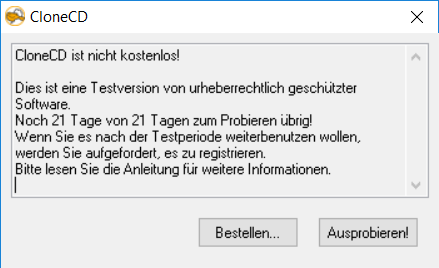 CloneCD
CloneCD ist nicht kostenlos!
Dies ist eine Testversion von urheberrechtlich geschützter
Software.
Noch 21 Tage von 21 Tagen zum Probieren übrig!
Wenn Sie es nach der Testperiode weiterbenutzen wollen,
werden Sie aufgefordert, es zu registrieren.
Bitte lesen Sie die Anleitung für weitere Informationen.
Bestellen... Ausprobieren!